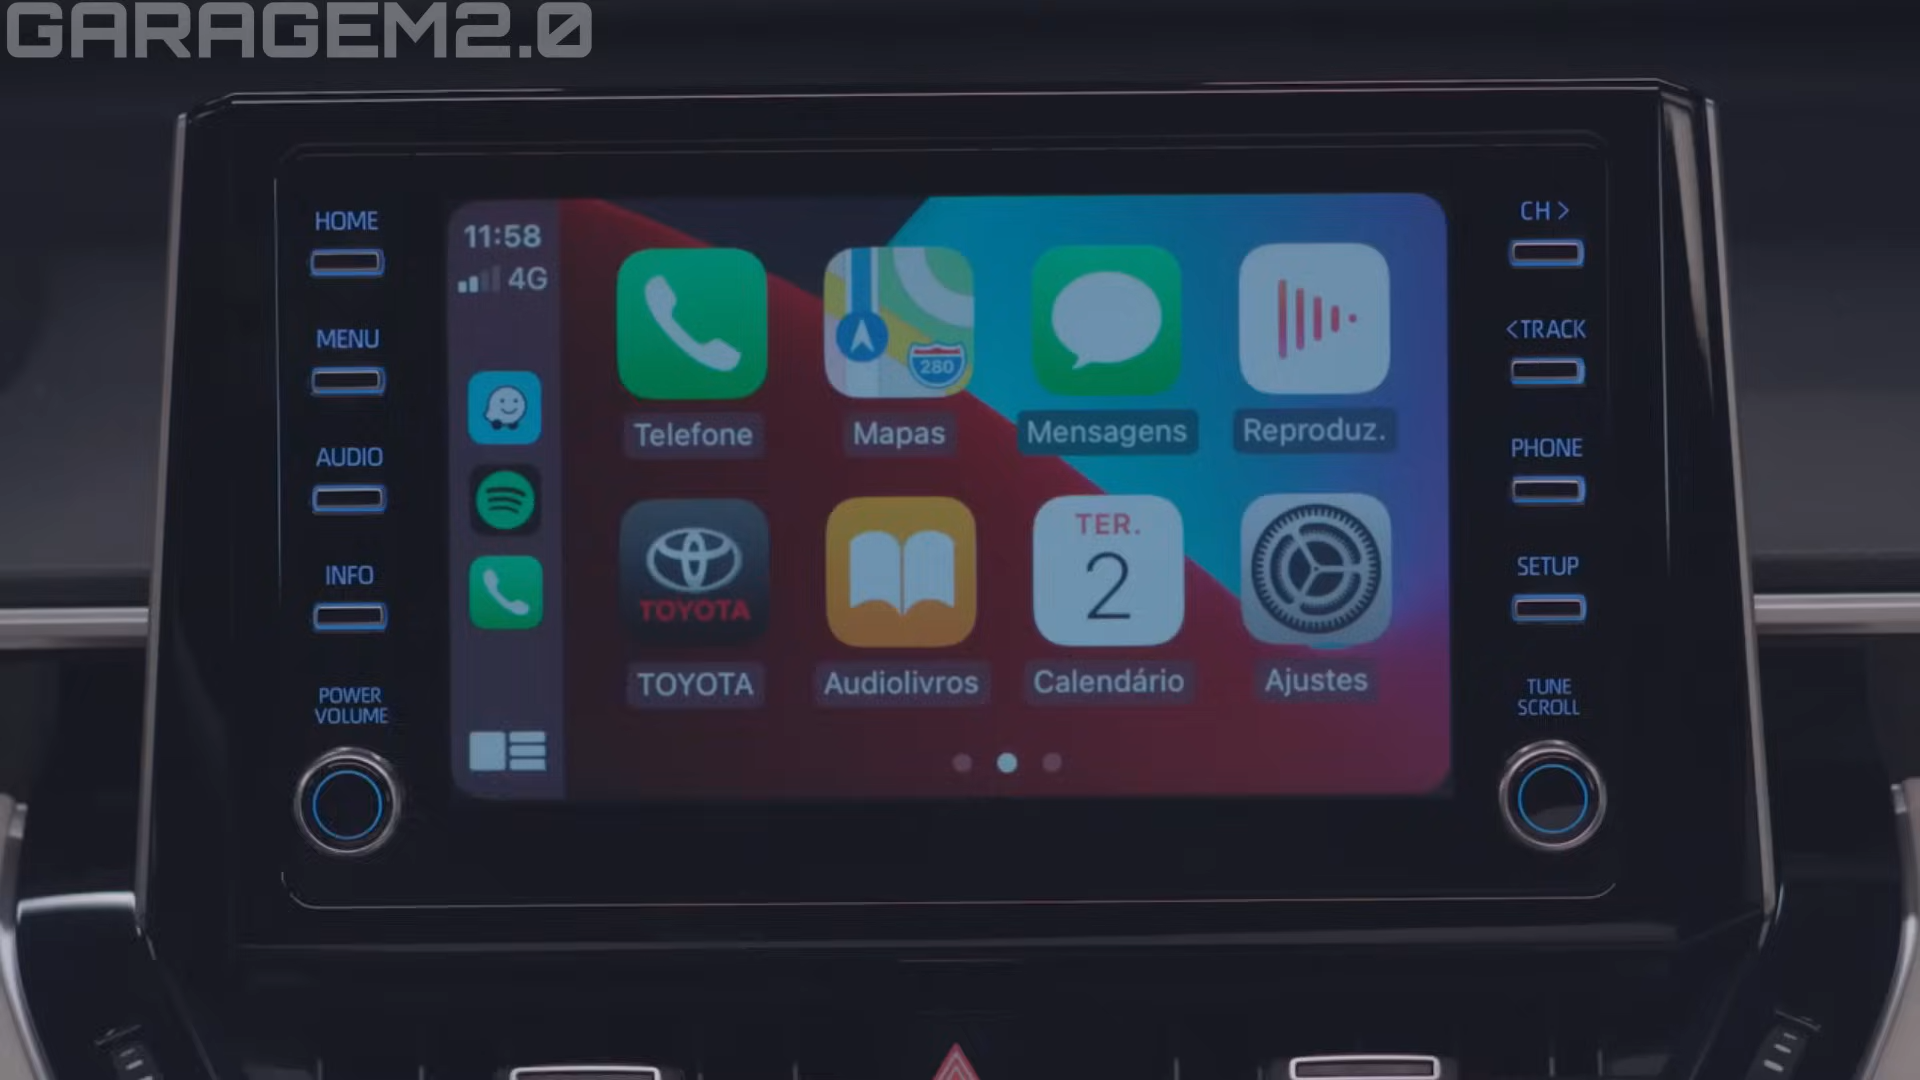 GARAGEM2.0
HOME
MENU
AUDIO
INFO
POWER
VOLUME
11:58
4G
Telefone
280
Mapas
Mensagens
Reproduz.
TOYOTA
TOYOTA
Audiolivros
TER.
2
Calendário
Ajustes
CH >
<TRACK
PHONE
SETUP
TUNE
SCROLL